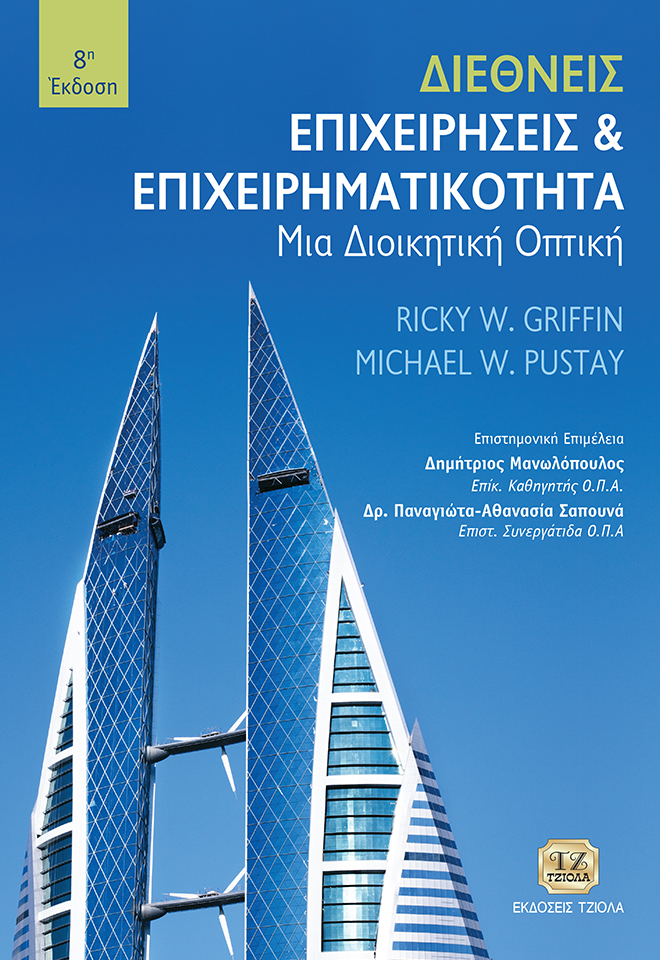 8η
Έκδοση
ΔΙΕΘΝΕΙΣ
ΕΠΙΧΕΙΡΗΣΕΙΣ &
ΕΠΙΧΕΙΡΗΜΑΤΙΚΟΤΗΤΑ
Μια Διοικητική Οπτική
RICKY W. GRIFFIN
MICHAEL W. PUSTAY
Επιστημονική Επιμέλεια
Δημήτριος Μανωλόπουλος
Επίκ. Καθηγητής Ο.Π.Α.
Δρ. Παναγιώτα-Αθανασία Σαπουνά
Επιστ. Συνεργάτιδα Ο.Π.Α
ΤΖ
ΤΖΙΟΛΑ
ΕΚΔΟΣΕΙΣ ΤΖΙΟΛΑ